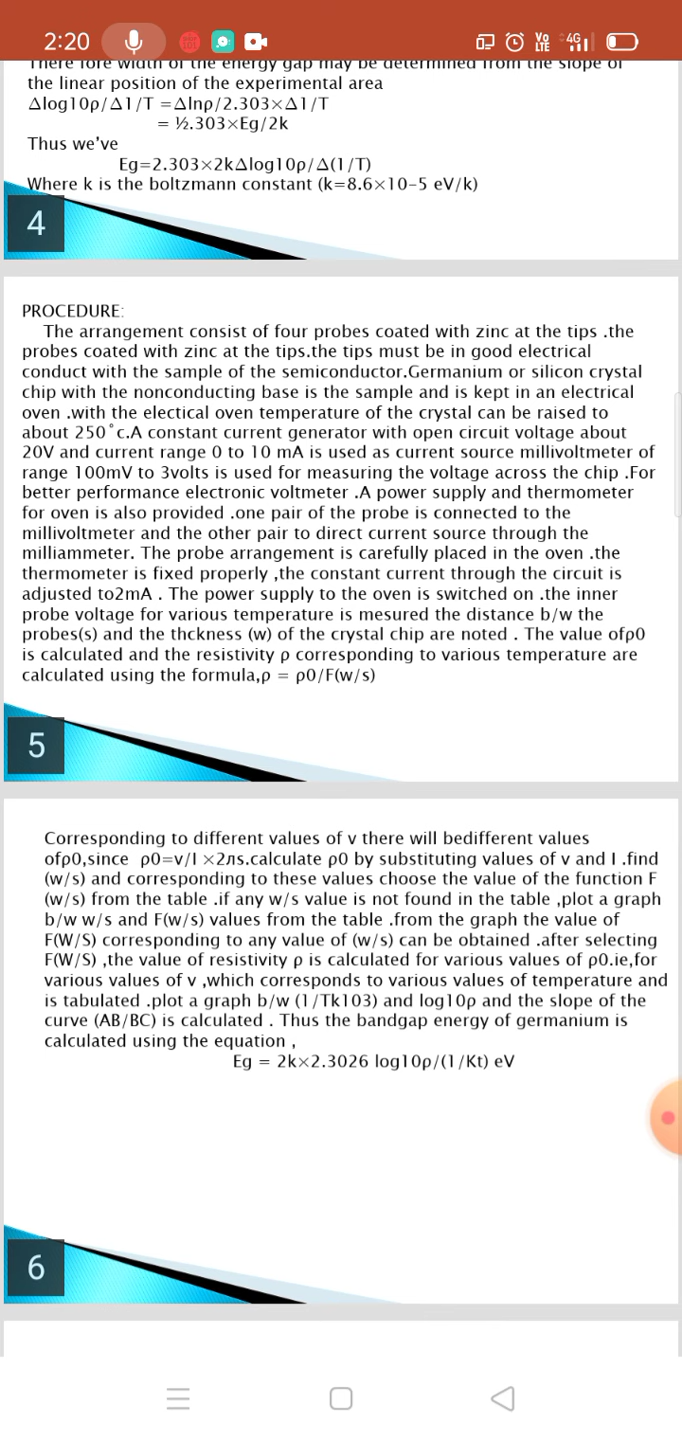 2:20
Vo LTE 4G
There fore width of the energy gap may be determined from the slope of
the linear position of the experimental area
Δlog10ρ/Δ1/T =Δlnρ/2.303×Δ1/T
= ½.303×Eg/2k
Thus we've
Eg=2.303×2kΔlog10ρ/Δ(1/T)
Where k is the boltzmann constant (k=8.6×10-5 eV/k)
4
PROCEDURE:
The arrangement consist of four probes coated with zinc at the tips .the
probes coated with zinc at the tips.the tips must be in good electrical
conduct with the sample of the semiconductor.Germanium or silicon crystal
chip with the nonconducting base is the sample and is kept in an electrical
oven .with the electical oven temperature of the crystal can be raised to
about 250˚c.A constant current generator with open circuit voltage about
20V and current range 0 to 10 mA is used as current source millivoltmeter of
range 100mV to 3volts is used for measuring the voltage across the chip .For
better performance electronic voltmeter .A power supply and thermometer
for oven is also provided .one pair of the probe is connected to the
millivoltmeter and the other pair to direct current source through the
milliammeter. The probe arrangement is carefully placed in the oven .the
thermometer is fixed properly ,the constant current through the circuit is
adjusted to2mA . The power supply to the oven is switched on .the inner
probe voltage for various temperature is mesured the distance b/w the
probes(s) and the thckness (w) of the crystal chip are noted . The value ofρ0
is calculated and the resistivity ρ corresponding to various temperature are
calculated using the formula,ρ = ρ0/F(w/s)
5
Corresponding to different values of v there will bedifferent values
ofρ0,since ρ0=v/I ×2лs.calculate ρ0 by substituting values of v and I .find
(w/s) and corresponding to these values choose the value of the function F
(w/s) from the table .if any w/s value is not found in the table ,plot a graph
b/w w/s and F(w/s) values from the table .from the graph the value of
F(W/S) corresponding to any value of (w/s) can be obtained .after selecting
F(W/S) ,the value of resistivity ρ is calculated for various values of ρ0.ie,for
various values of v ,which corresponds to various values of temperature and
is tabulated .plot a graph b/w (1/Tk103) and log10ρ and the slope of the
curve (AB/BC) is calculated . Thus the bandgap energy of germanium is
calculated using the equation ,
Eg = 2k×2.3026 log10ρ/(1/Kt) eV
6